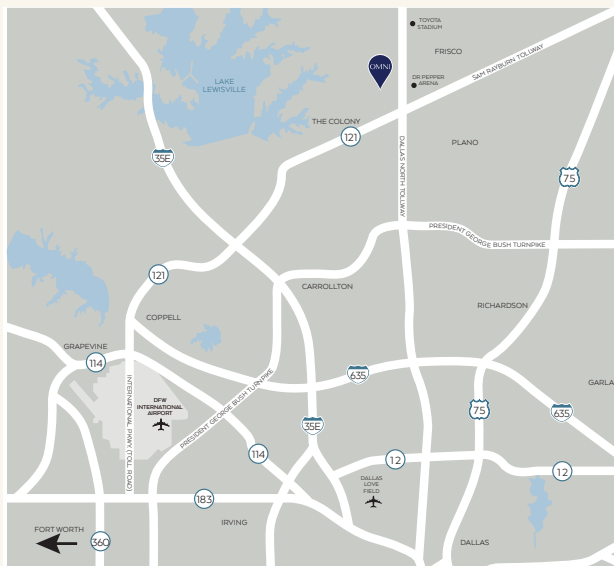 TOYOTA
STADIUM
FRISCO
OMNI
SAM RAYBURN TOLLWAY
DR PEPPER
ARENA
LAKE
LEWISVILLE
THE COLONY
121
PLANO
35E
DALLAS NORTH TOLLWAY
75
PRESIDENT GEORGE BUSH TURNPIKE
121
CARROLLTON
COPPELL
RICHARDSON
GRAPEVINE
114
635
GARLA
INTERNATIONAL PKWY. (TOLL ROAD)
DFW
INTERNATIONAL
AIRPORT
PRESIDENT GEORGE BUSH TURNPIKE
35E
75
635
114
12
12
DALLAS
LOVE
FIELD
183
IRVING
FORT WORTH
360
DALLAS